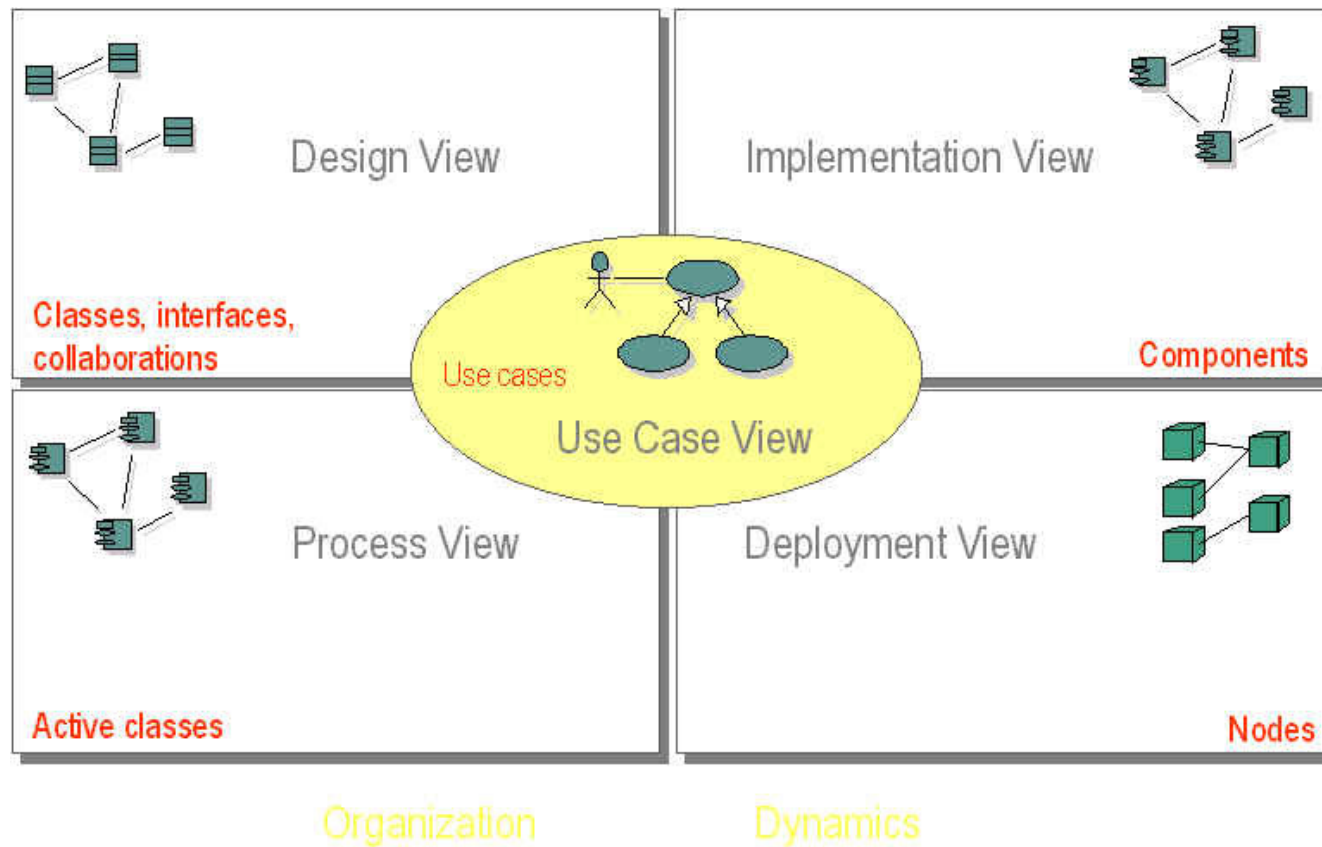 Design View
Implementation View
Classes, interfaces,
collaborations
Components
Use cases
Use Case View
Process View
Deployment View
Active classes
Nodes
Organization
Dynamics